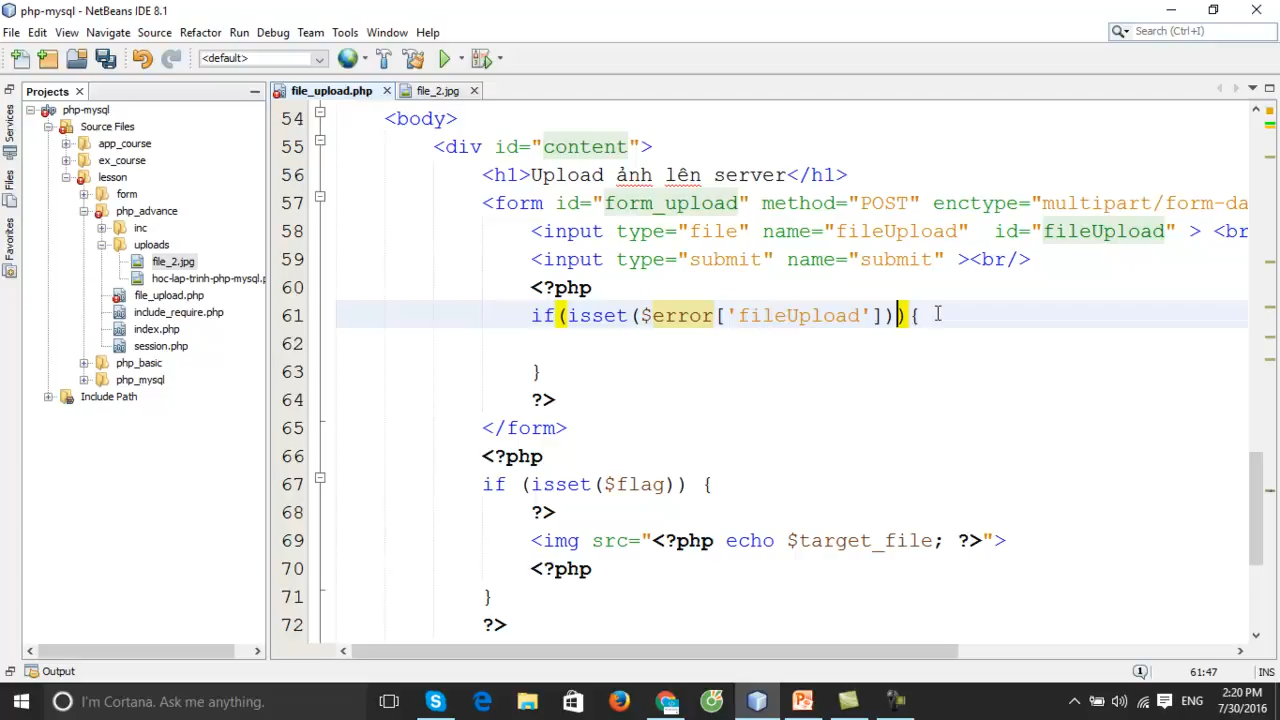 php-mysql - NetBeans IDE 8.1
File Edit View Navigate Source Refactor Run Debug Team Tools Window Help
Search (Ctrl+I)
<default>
Projects
file_upload.php
file_2.jpg
Services
Files
Favorites
php-mysql
Source Files
app_course
ex_course
lesson
form
php_advance
inc
uploads
file_2.jpg
hoc-lap-trinh-php-mysql.p
file_upload.php
include_require.php
index.php
session.php
php_basic
php_mysql
Include Path
54 <body>
55 <div id="content">
56 <h1>Upload ảnh lên server</h1>
57 <form id="form_upload" method="POST" enctype="multipart/form-da
58 <input type="file" name="fileUpload"  id="fileUpload" > <br
59 <input type="submit" name="submit" ><br/>
60 <?php
61 if(isset($error['fileUpload'])){
62
63 }
64 ?>
65 </form>
66 <?php
67 if (isset($flag)) {
68 ?>
69 <img src="<?php echo $target_file; ?>">
70 <?php
71 }
72 ?>
Output
61:47
INS
I'm Cortana. Ask me anything.
ENG
2:20 PM
7/30/2016